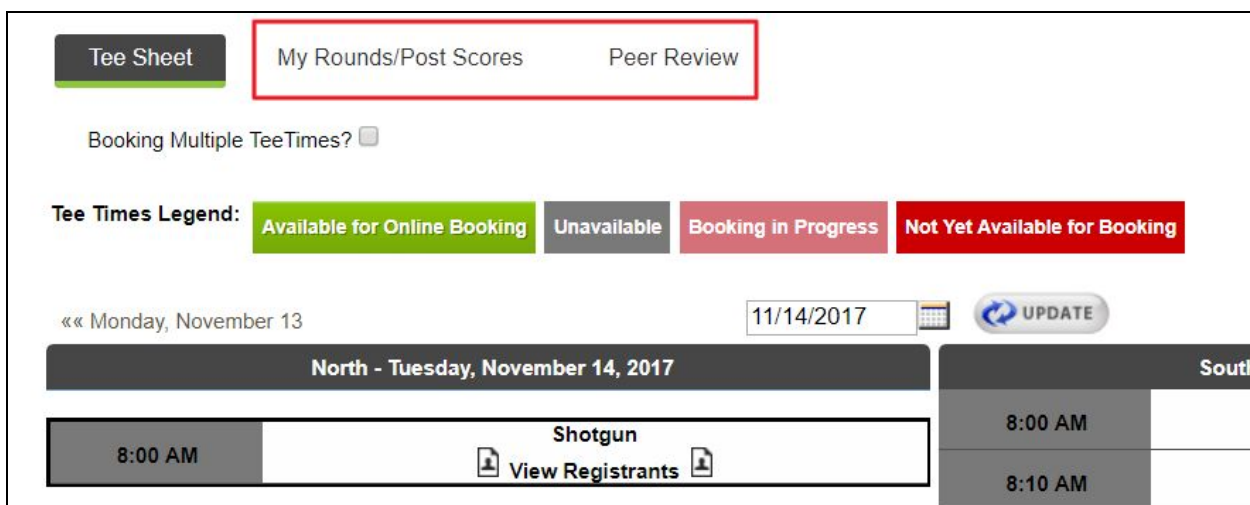 Tee Sheet My Rounds/Post Scores Peer Review
Booking Multiple TeeTimes?
Tee Times Legend: Available for Online Booking Unavailable Booking in Progress Not Yet Available for Booking
«« Monday, November 13 11/14/2017 UPDATE
North - Tuesday, November 14, 2017
8:00 AM
Shotgun
View Registrants
8:00 AM
8:10 AM